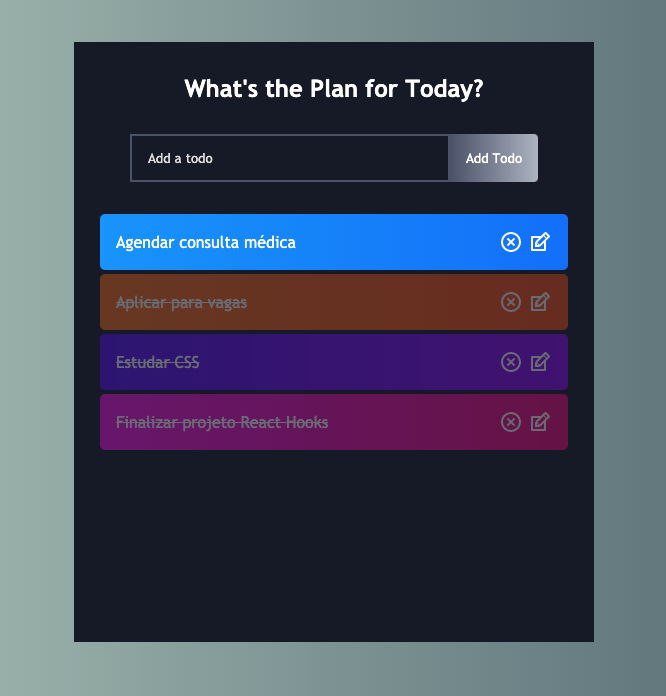 What's the Plan for Today?
Add a todo
Add Todo
Agendar consulta médica
Aplicar para vagas
Estudar CSS
Finalizar projeto React Hooks